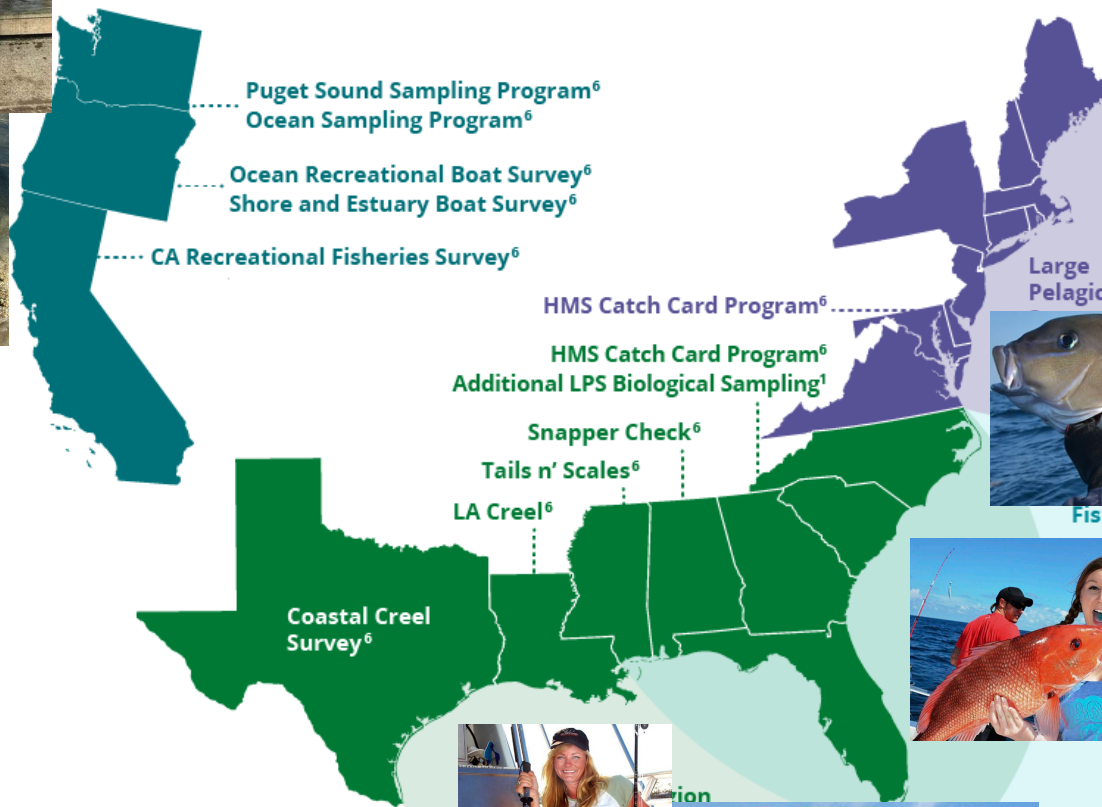 Puget Sound Sampling Program⁶
Ocean Sampling Program⁶
Ocean Recreational Boat Survey⁶
Shore and Estuary Boat Survey⁶
CA Recreational Fisheries Survey⁶
Large
HMS Catch Card Program⁶
HMS Catch Card Program⁶
Additional LPS Biological Sampling¹
Snapper Check⁶
Tails n’ Scales⁶
LA Creel⁶
Coastal Creel
Survey⁶